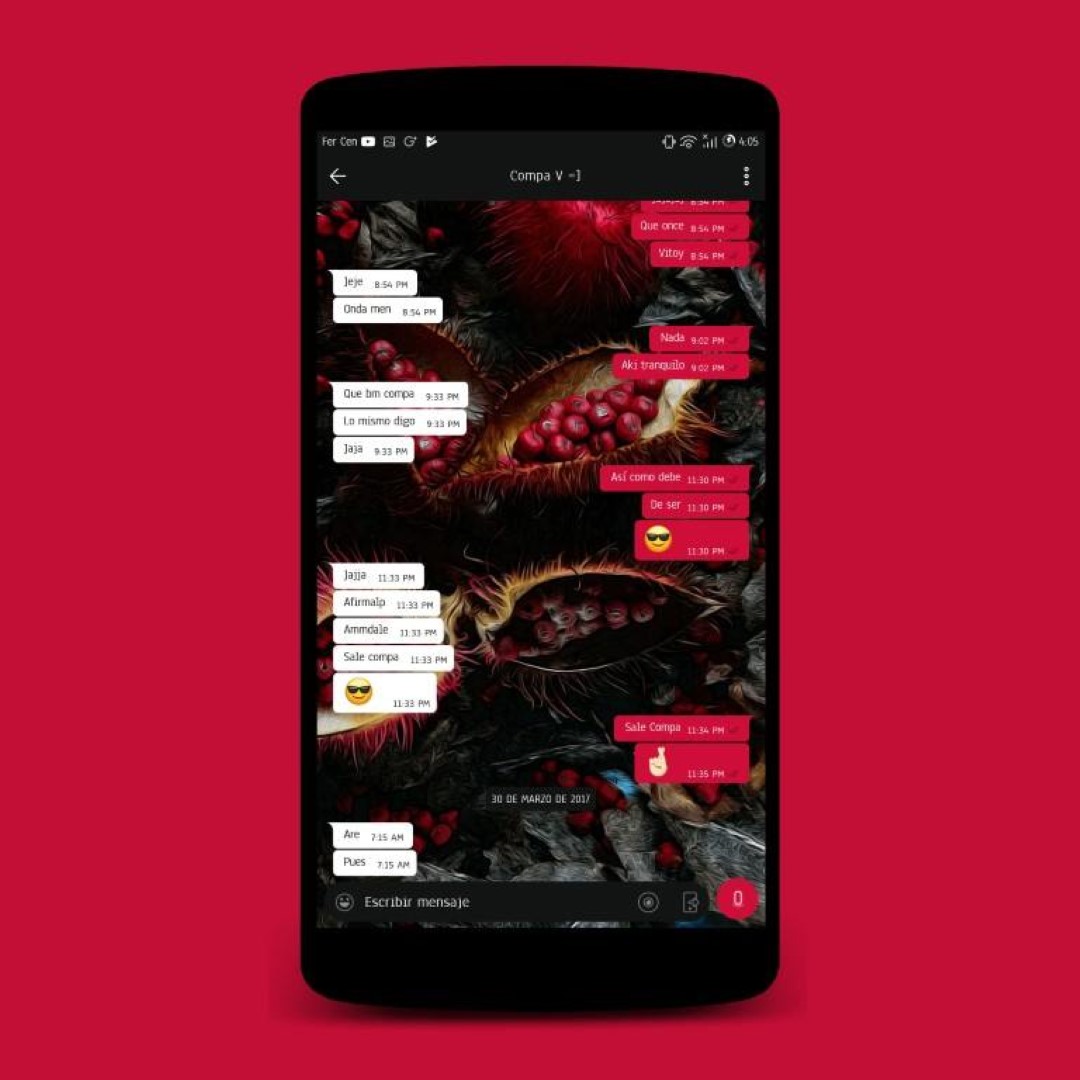 Fer Cen 4:05
Compa V =]
8:54 PM
Que once 8:54 PM
Vitoy 8:54 PM
Jeje 8:54 PM
Onda men 8:54 PM
Nada 9:02 PM
Aki tranquilo 9:02 PM
Que bm compa 9:33 PM
Lo mismo digo 9:33 PM
Jaja 9:33 PM
Así como debe 11:30 PM
De ser 11:30 PM
😎 11:30 PM
Jajja 11:33 PM
Afirmalp 11:33 PM
Ammdale 11:33 PM
Sale compa 11:33 PM
😎 11:33 PM
Sale Compa 11:34 PM
🤞🏻 11:35 PM
30 DE MARZO DE 2017
Are 7:15 AM
Pues 7:15 AM
Escribir mensaje